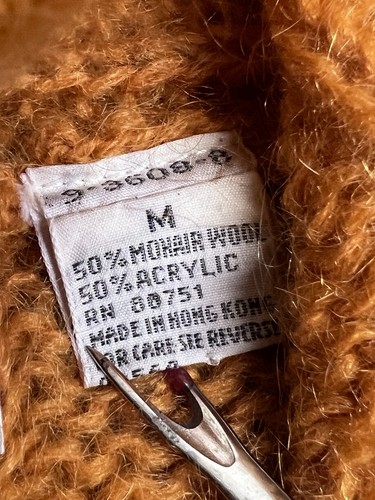 9-3608-8
M
50% MOHAIR WOOL
50% ACRYLIC
RN 80751
MADE IN HONG KONG
FOR CARE SEE REVERSE